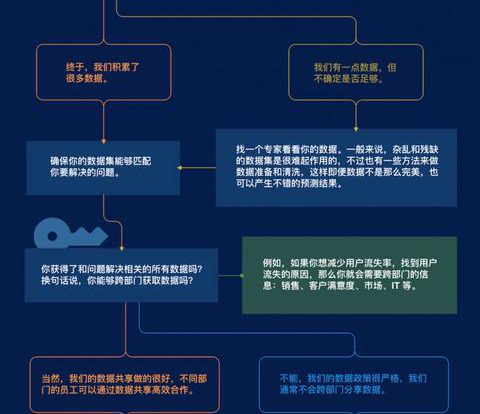 终于，我们积累了
很多数据。
我们有一点数据，但
不确定是否足够。
找一个专家看看你的数据。一般来说，杂乱和残缺
的数据集是很难起作用的，不过也有一些方法来做
数据准备和清洗，这样即便数据不是那么完美，也
可以产生不错的预测结果。
确保你的数据集能够匹配
你要解决的问题。
你获得了和问题解决相关的所有数据吗？
换句话说，你能够跨部门获取数据吗？
例如，如果你想减少用户流失率，找到用户
流失的原因，那么你就会需要跨部门的信
息：销售、客户满意度、市场、IT 等。
当然，我们的数据共享做的很好，不同部
门的员工可以通过数据共享高效合作。
不能，我们的数据政策很严格，我们
通常不会跨部门分享数据。